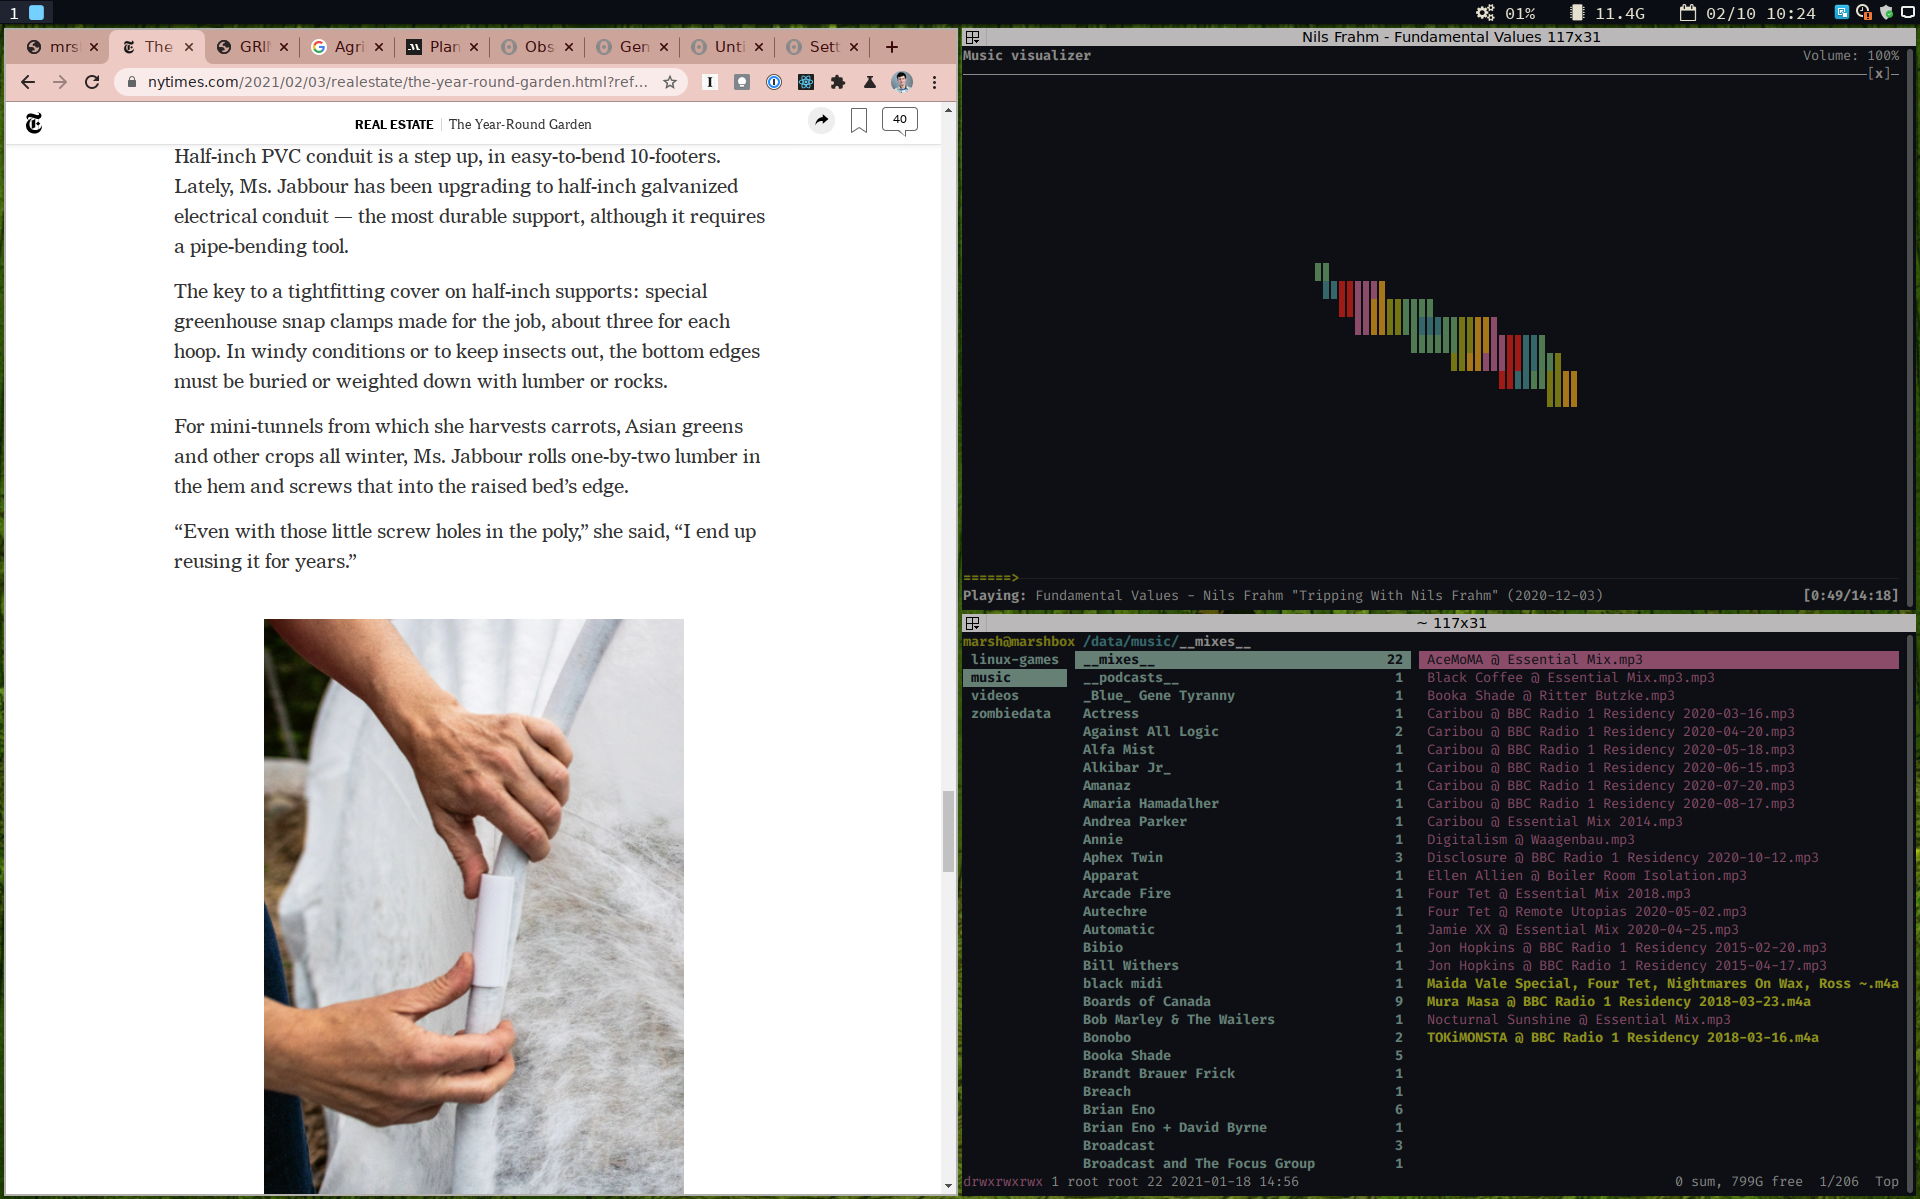 1
01%
11.4G
02/10 10:24
mrs
The
GRII
Agri
Plan
Obs
Gen
Unti
Sett
nytimes.com/2021/02/03/realestate/the-year-round-garden.html?ref...
REAL ESTATE | The Year-Round Garden
40
Half-inch PVC conduit is a step up, in easy-to-bend 10-footers.
Lately, Ms. Jabbour has been upgrading to half-inch galvanized
electrical conduit — the most durable support, although it requires
a pipe-bending tool.
The key to a tightfitting cover on half-inch supports: special
greenhouse snap clamps made for the job, about three for each
hoop. In windy conditions or to keep insects out, the bottom edges
must be buried or weighted down with lumber or rocks.
For mini-tunnels from which she harvests carrots, Asian greens
and other crops all winter, Ms. Jabbour rolls one-by-two lumber in
the hem and screws that into the raised bed’s edge.
“Even with those little screw holes in the poly,” she said, “I end up
reusing it for years.”
Nils Frahm - Fundamental Values 117x31
Music visualizer Volume: 100%
[x]
======>
Playing: Fundamental Values - Nils Frahm "Tripping With Nils Frahm" (2020-12-03) [0:49/14:18]
~ 117x31
marsh@marshbox /data/music/__mixes__
linux-games
music
videos
zombiedata
__mixes__ 22
__podcasts__ 1
_Blue_ Gene Tyranny 1
Actress 1
Against All Logic 2
Alfa Mist 1
Alkibar Jr_ 1
Amanaz 1
Amaria Hamadalher 1
Andrea Parker 1
Annie 1
Aphex Twin 3
Apparat 1
Arcade Fire 1
Autechre 1
Automatic 1
Bibio 1
Bill Withers 1
black midi 1
Boards of Canada 9
Bob Marley & The Wailers 1
Bonobo 2
Booka Shade 5
Brandt Brauer Frick 1
Breach 1
Brian Eno 6
Brian Eno + David Byrne 1
Broadcast 3
Broadcast and The Focus Group 1
AceMoMA @ Essential Mix.mp3
Black Coffee @ Essential Mix.mp3.mp3
Booka Shade @ Ritter Butzke.mp3
Caribou @ BBC Radio 1 Residency 2020-03-16.mp3
Caribou @ BBC Radio 1 Residency 2020-04-20.mp3
Caribou @ BBC Radio 1 Residency 2020-05-18.mp3
Caribou @ BBC Radio 1 Residency 2020-06-15.mp3
Caribou @ BBC Radio 1 Residency 2020-07-20.mp3
Caribou @ BBC Radio 1 Residency 2020-08-17.mp3
Caribou @ Essential Mix 2014.mp3
Digitalism @ Waagenbau.mp3
Disclosure @ BBC Radio 1 Residency 2020-10-12.mp3
Ellen Allien @ Boiler Room Isolation.mp3
Four Tet @ Essential Mix 2018.mp3
Four Tet @ Remote Utopias 2020-05-02.mp3
Jamie XX @ Essential Mix 2020-04-25.mp3
Jon Hopkins @ BBC Radio 1 Residency 2015-02-20.mp3
Jon Hopkins @ BBC Radio 1 Residency 2015-04-17.mp3
Maida Vale Special, Four Tet, Nightmares On Wax, Ross ~.m4a
Mura Masa @ BBC Radio 1 Residency 2018-03-23.m4a
Nocturnal Sunshine @ Essential Mix.mp3
TOKiMONSTA @ BBC Radio 1 Residency 2018-03-16.m4a
drwxrwxrwx 1 root root 22 2021-01-18 14:56 0 sum, 799G free 1/206 Top